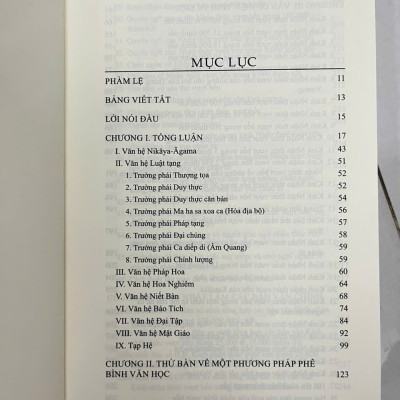 MỤC LỤC
PHÀM LỆ 11
BẢNG VIẾT TẮT 13
LỜI NÓI ĐẦU 15
CHƯƠNG I. TỔNG LUẬN 17
I. Văn hệ Nikāya-Āgama 43
II. Văn hệ Luật tạng 51
1. Trường phái Thượng tọa 52
2. Trường phái Duy thực 52
3. Trường phái Duy thực căn bản 54
4. Trường phái Ma ha sa xoa ca (Hóa địa bộ) 56
5. Trường phái Pháp tạng 57
6. Trường phái Đại chúng 58
7. Trường phái Ca diếp di (Ẩm Quang) 59
8. Trường phái Chính lượng 59
III. Văn hệ Pháp Hoa 60
IV. Văn hệ Hoa Nghiêm 64
V. Văn hệ Niết Bàn 68
VI. Văn hệ Bảo Tích 74
VII. Văn hệ Đại Tập 84
VIII. Văn hệ Mật Giáo 92
IX. Tạp Hệ 99
CHƯƠNG II. THỬ BÀN VỀ MỘT PHƯƠNG PHÁP PHÊ
BÌNH VĂN HỌC 123